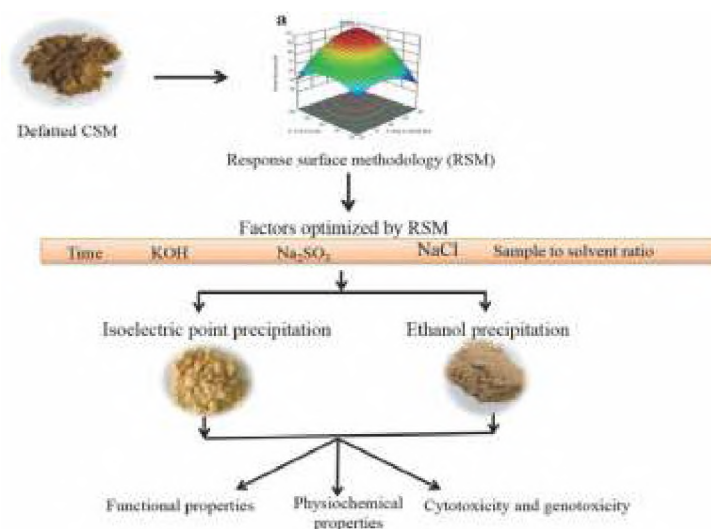 a
Defatted CSM
Response surface methodology (RSM)
Factors optimized by RSM
Time KOH Na₂SO₃ NaCl Sample to solvent ratio
Isoelectric point precipitation Ethanol precipitation
Functional properties Physiochemical properties Cytotoxicity and genotoxicity